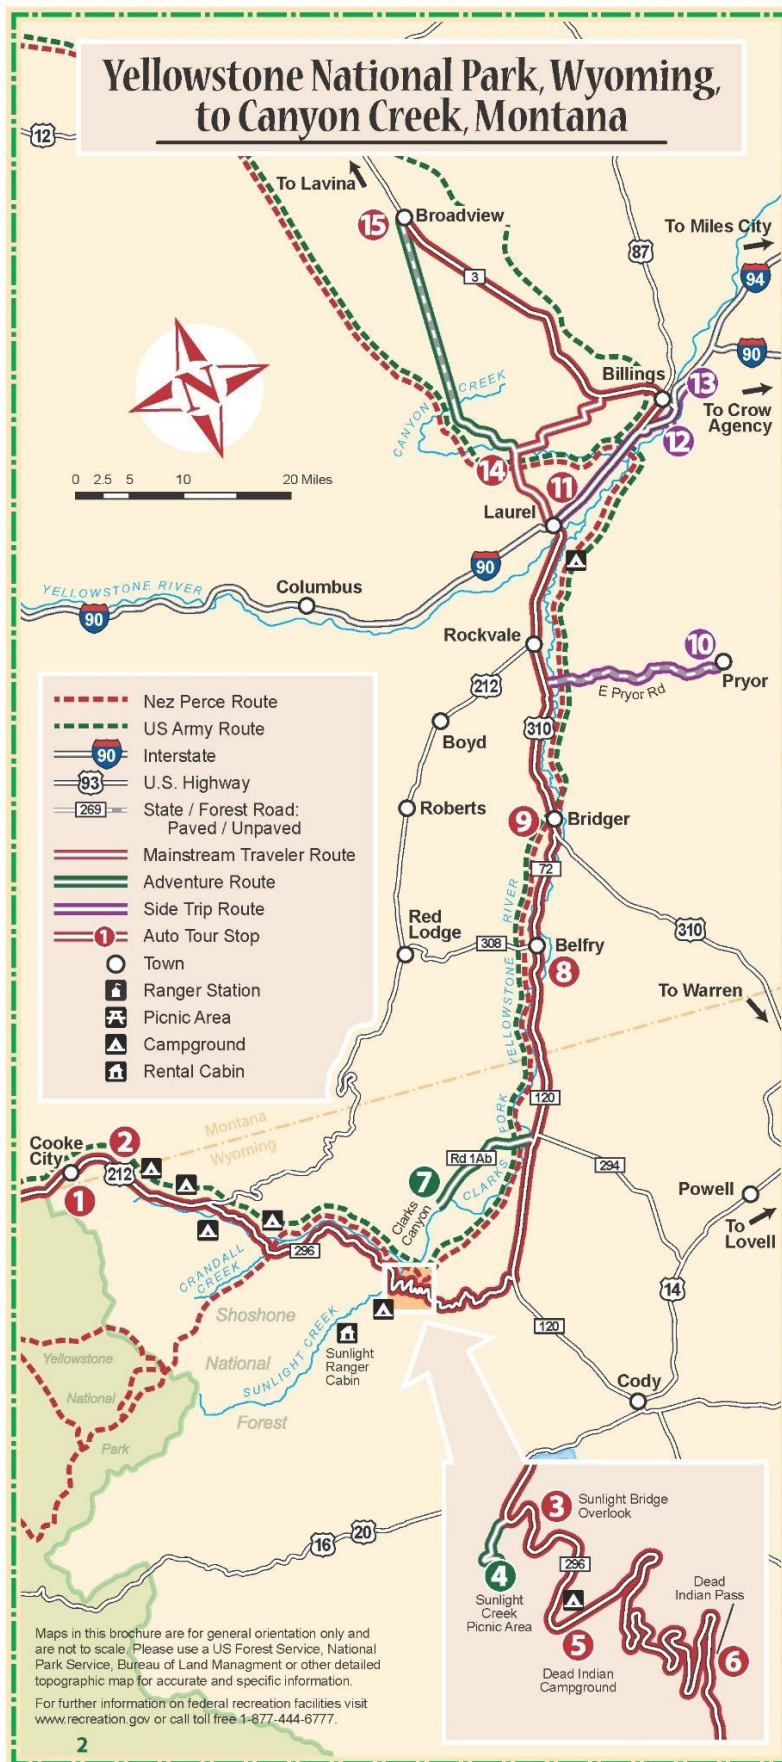 Yellowstone National Park, Wyoming,
to Canyon Creek, Montana
12
To Lavina
15
Broadview
To Miles City
87
94
3
90
Billings
13
To Crow
Agency
12
CANYON CREEK
N
0 2.5 5 10 20 Miles
14
11
Laurel
90
YELLOWSTONE RIVER
Columbus
90
Rockvale
10
212
E Pryor Rd
Pryor
Boyd
310
Nez Perce Route
US Army Route
90 Interstate
93 U.S. Highway
269 State / Forest Road:
Paved / Unpaved
Mainstream Traveler Route
Adventure Route
Side Trip Route
1 Auto Tour Stop
Town
Ranger Station
Picnic Area
Campground
Rental Cabin
Roberts
9
Bridger
72
Red
Lodge
308
Belfry
310
8
To Warren
CLARKS FORK YELLOWSTONE RIVER
120
Montana
Wyoming
Cooke
City
2
212
1
Rd 1Ab
7
Clarks
Canyon
294
Powell
To
Lovell
296
CRANDALL
CREEK
14
Shoshone
National
Forest
SUNLIGHT CREEK
Sunlight
Ranger
Cabin
120
Cody
Yellowstone
National
Park
16
20
3
Sunlight Bridge
Overlook
296
4
Sunlight
Creek
Picnic Area
5
Dead Indian
Campground
Dead
Indian Pass
6
Maps in this brochure are for general orientation only and
are not to scale. Please use a US Forest Service, National
Park Service, Bureau of Land Managment or other detailed
topographic map for accurate and specific information.
For further information on federal recreation facilities visit
www.recreation.gov or call toll free 1-877-444-6777.
2